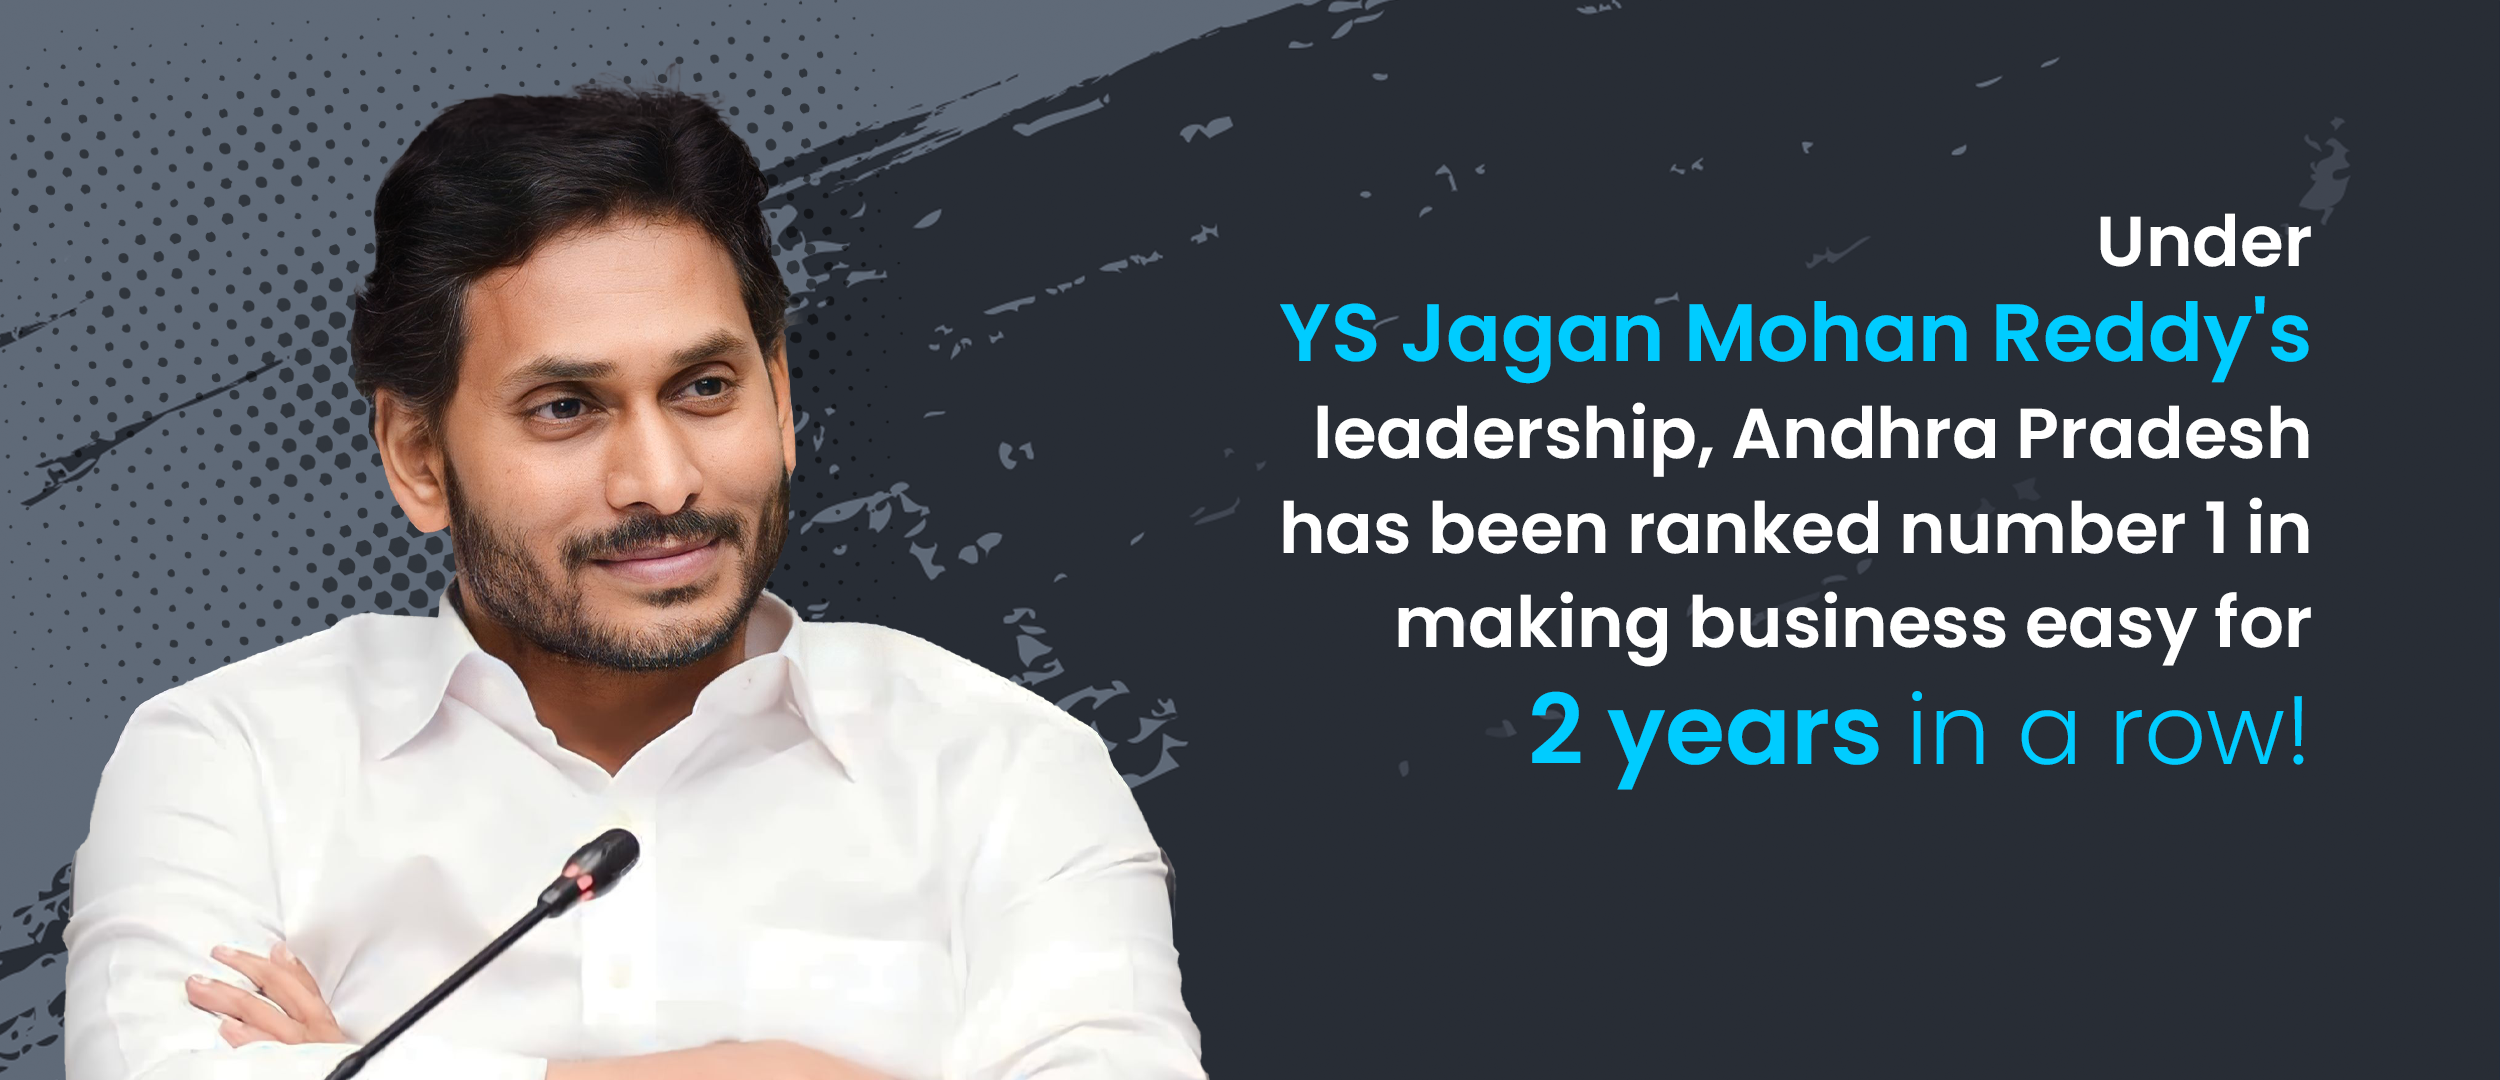 Under
YS Jagan Mohan Reddy's
leadership, Andhra Pradesh
has been ranked number 1 in
making business easy for
2 years in a row!